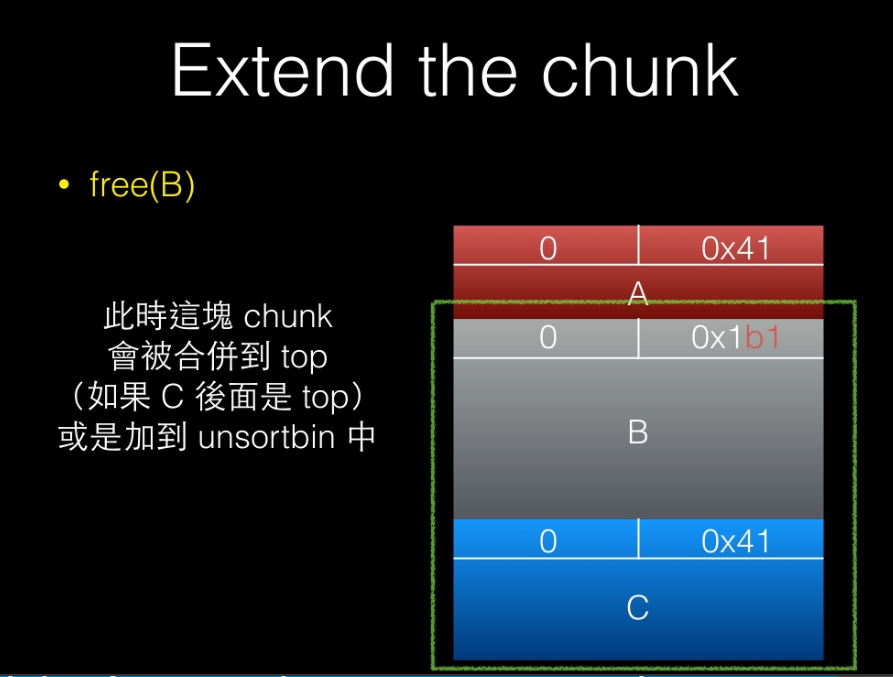 Extend the chunk
• free(B)
此時這塊 chunk
會被合併到 top
（如果 C 後面是 top）
或是加到 unsortbin 中
0 0x41
A
0 0x1b1
B
0 0x41
C